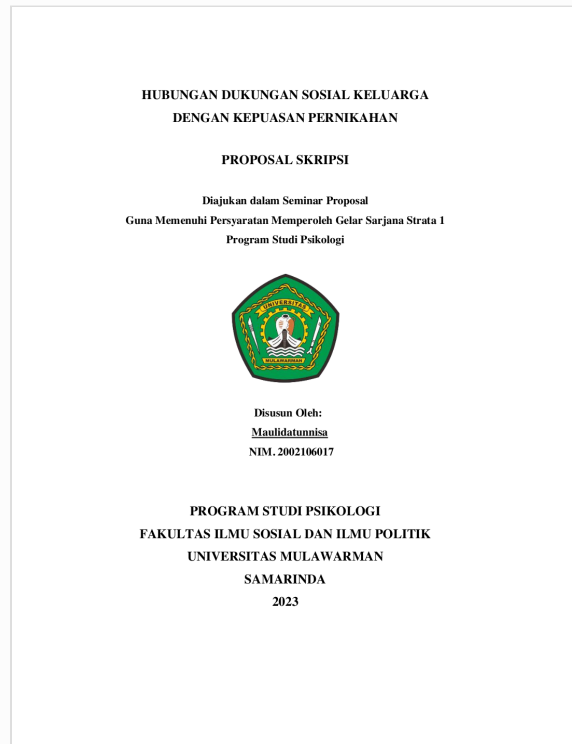 HUBUNGAN DUKUNGAN SOSIAL KELUARGA
DENGAN KEPUASAN PERNIKAHAN
PROPOSAL SKRIPSI
Diajukan dalam Seminar Proposal
Guna Memenuhi Persyaratan Memperoleh Gelar Sarjana Strata 1
Program Studi Psikologi
UNIVERSITAS
MULAWARMAN
Disusun Oleh:
Maulidatunnisa
NIM. 2002106017
PROGRAM STUDI PSIKOLOGI
FAKULTAS ILMU SOSIAL DAN ILMU POLITIK
UNIVERSITAS MULAWARMAN
SAMARINDA
2023